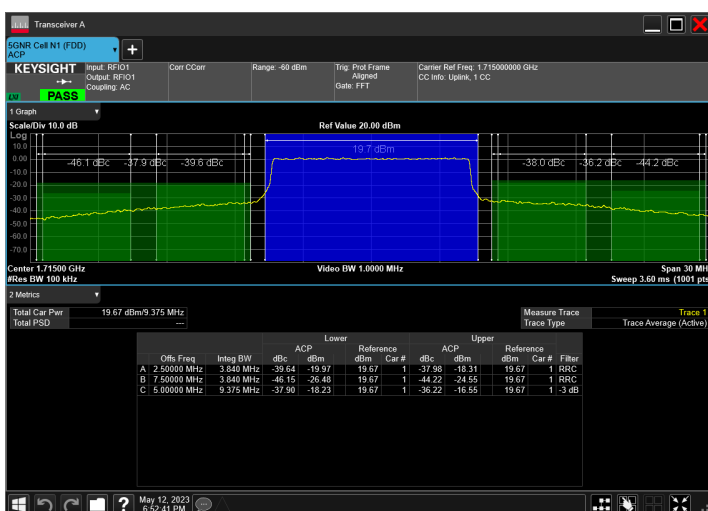 Transceiver A
5GNR Cell N1 (FDD)
ACP
KEYSIGHT
LXI
PASS
Input: RFIO1
Output: RFIO1
Coupling: AC
Corr CCorr
Range: -60 dBm
Trig: Prot Frame
Aligned
Gate: FFT
Carrier Ref Freq: 1.715000000 GHz
CC Info: Uplink, 1 CC
1 Graph
Scale/Div 10.0 dB
Ref Value 20.00 dBm
Log
10.0
0.00
-10.0
-20.0
-30.0
-40.0
-50.0
-60.0
-70.0
-46.1 dBc
-37.9 dBc
-39.6 dBc
19.7 dBm
-38.0 dBc
-36.2 dBc
-44.2 dBc
Center 1.71500 GHz
Video BW 1.0000 MHz
Span 30 MH
#Res BW 100 kHz
Sweep 3.60 ms (1001 pts
2 Metrics
Total Car Pwr 19.67 dBm/9.375 MHz
Total PSD ---
Measure Trace Trace 1
Trace Type Trace Average (Active)
Lower Upper
ACP Reference ACP Reference
Offs Freq Integ BW dBc dBm dBm Car # dBc dBm dBm Car # Filter
A 2.50000 MHz 3.840 MHz -39.64 -19.97 19.67 1 -37.98 -18.31 19.67 1 RRC
B 7.50000 MHz 3.840 MHz -46.15 -26.48 19.67 1 -44.22 -24.55 19.67 1 RRC
C 5.00000 MHz 9.375 MHz -37.90 -18.23 19.67 1 -36.22 -16.55 19.67 1 -3 dB
May 12, 2023
6:52:41 PM